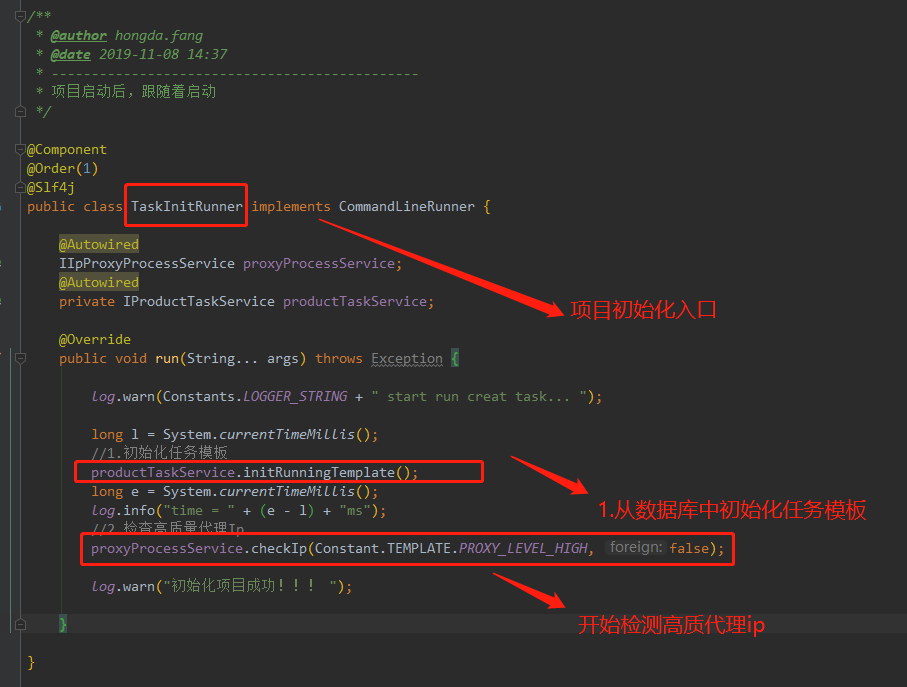 /**
* @author hongda.fang
* @date 2019-11-08 14:37
* ----------------------------------------------
* 项目启动后，跟随着启动
*/
@Component
@Order(1)
@Slf4j
public class TaskInitRunner implements CommandLineRunner {
@Autowired
IIpProxyProcessService proxyProcessService;
@Autowired
private IProductTaskService productTaskService;
项目初始化入口
@Override
public void run(String... args) throws Exception {
log.warn(Constants.LOGGER_STRING + " start run creat task... ");
long l = System.currentTimeMillis();
//1.初始化任务模板
productTaskService.initRunningTemplate();
long e = System.currentTimeMillis();
1.从数据库中初始化任务模板
log.info("time = " + (e - l) + "ms");
//2.检查高质量代理Ip
proxyProcessService.checkIp(Constant.TEMPLATE.PROXY_LEVEL_HIGH, foreign: false);
log.warn("初始化项目成功！！！ ");
开始检测高质代理ip
}
}